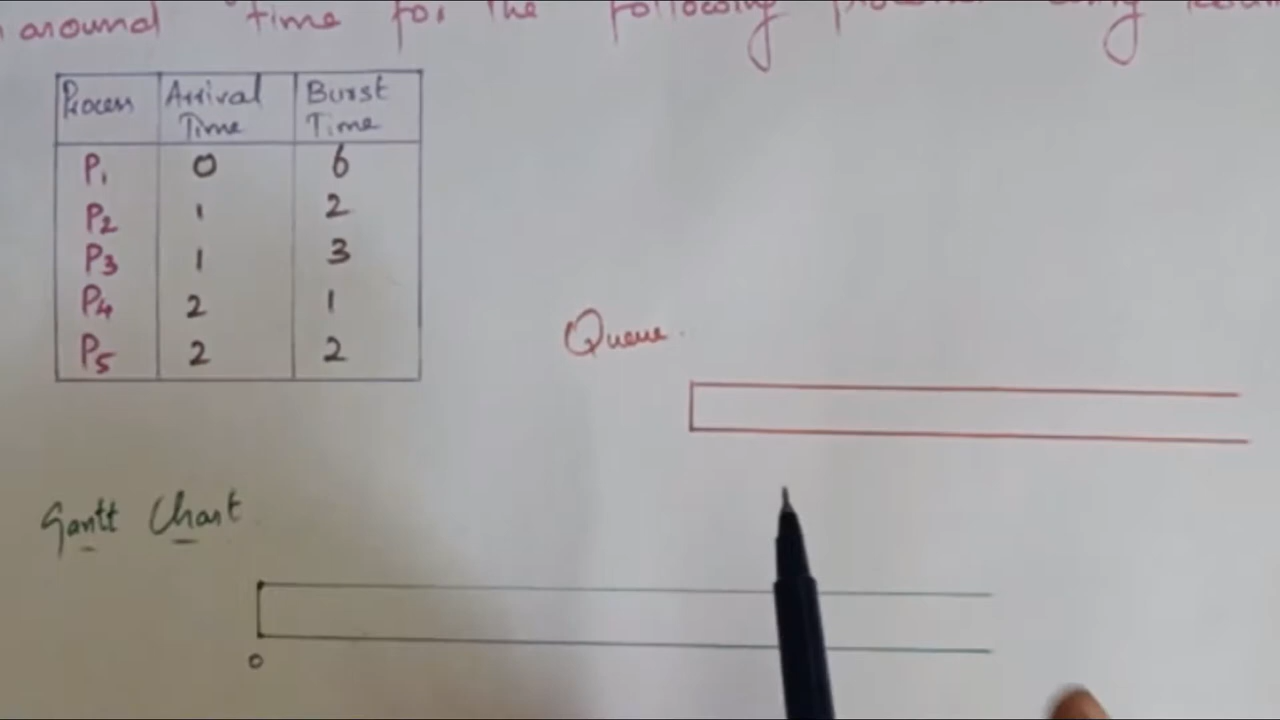 around time for the following
Process Arrival Time Burst Time
P1 0 6
P2 1 2
P3 1 3
P4 2 1
P5 2 2
Queue
Gantt Chart
0